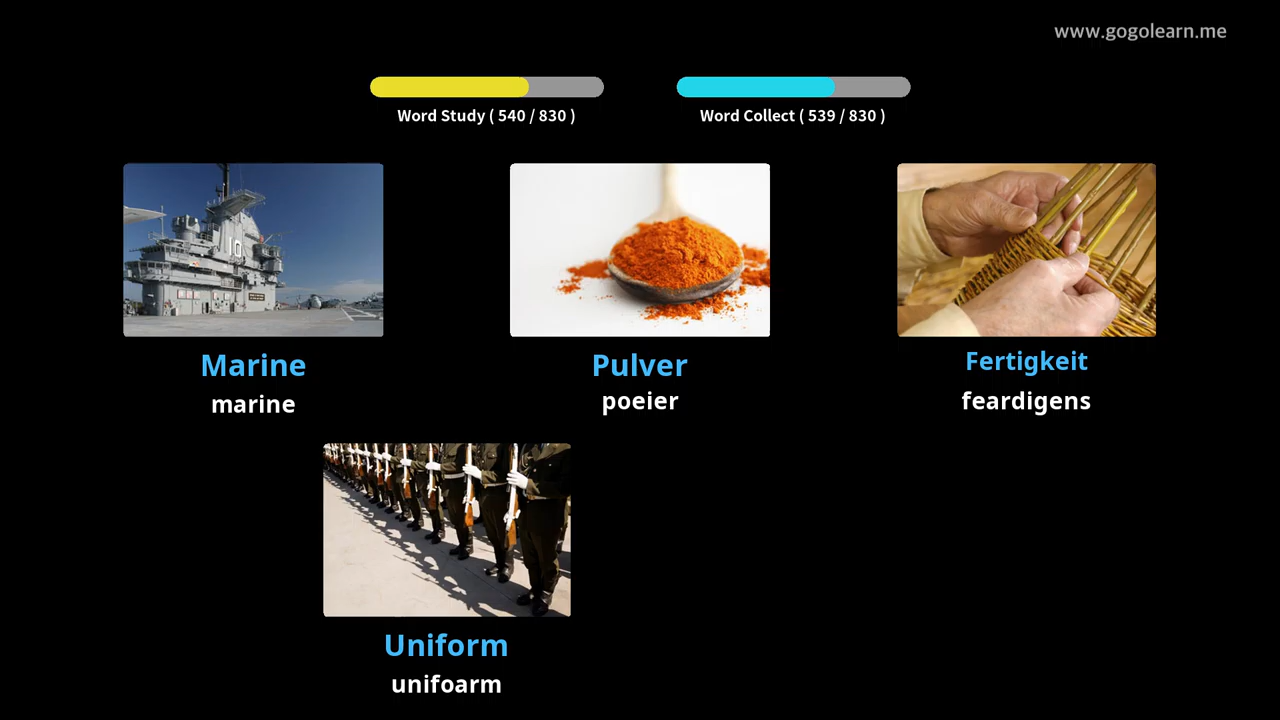 www.gogolearn.me
Word Study ( 540 / 830 )
Word Collect ( 539 / 830 )
10
Marine
marine
Pulver
poeier
Fertigkeit
feardigens
Uniform
unifoarm